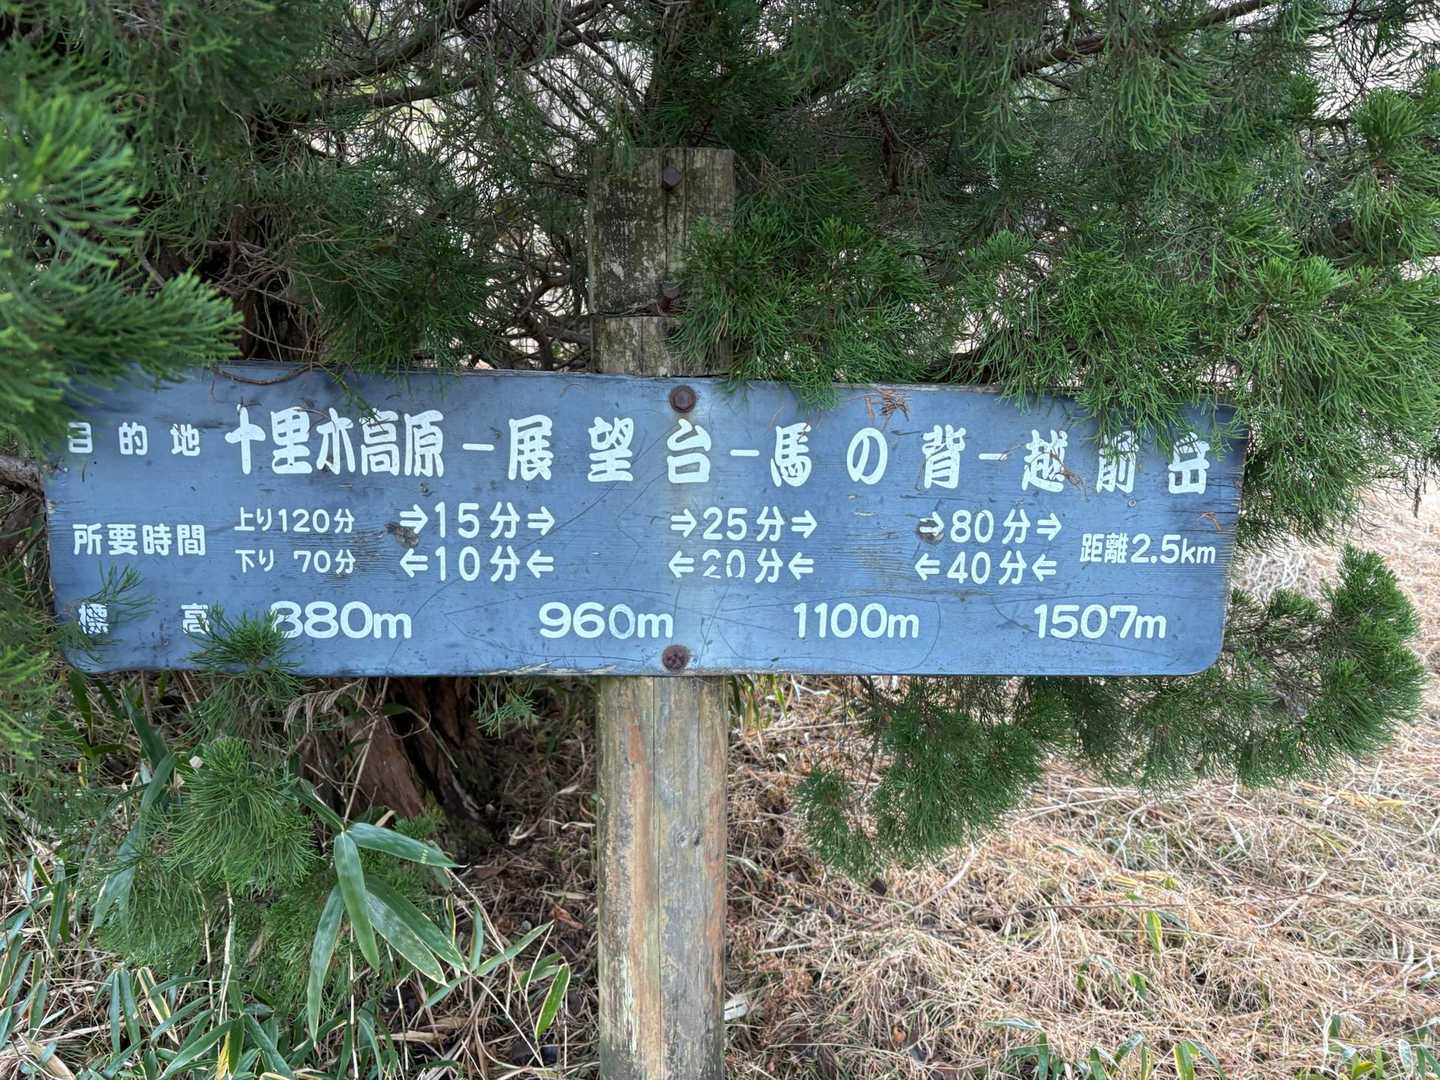 目的地 十里木高原－展望台－馬の背－越前岳
所要時間 上り120分 ⇒15分⇒ ⇒25分⇒ ⇒80分⇒
下り 70分 ⇐10分⇐ ⇐20分⇐ ⇐40分⇐ 距離2.5km
標高 880m 960m 1100m 1507m